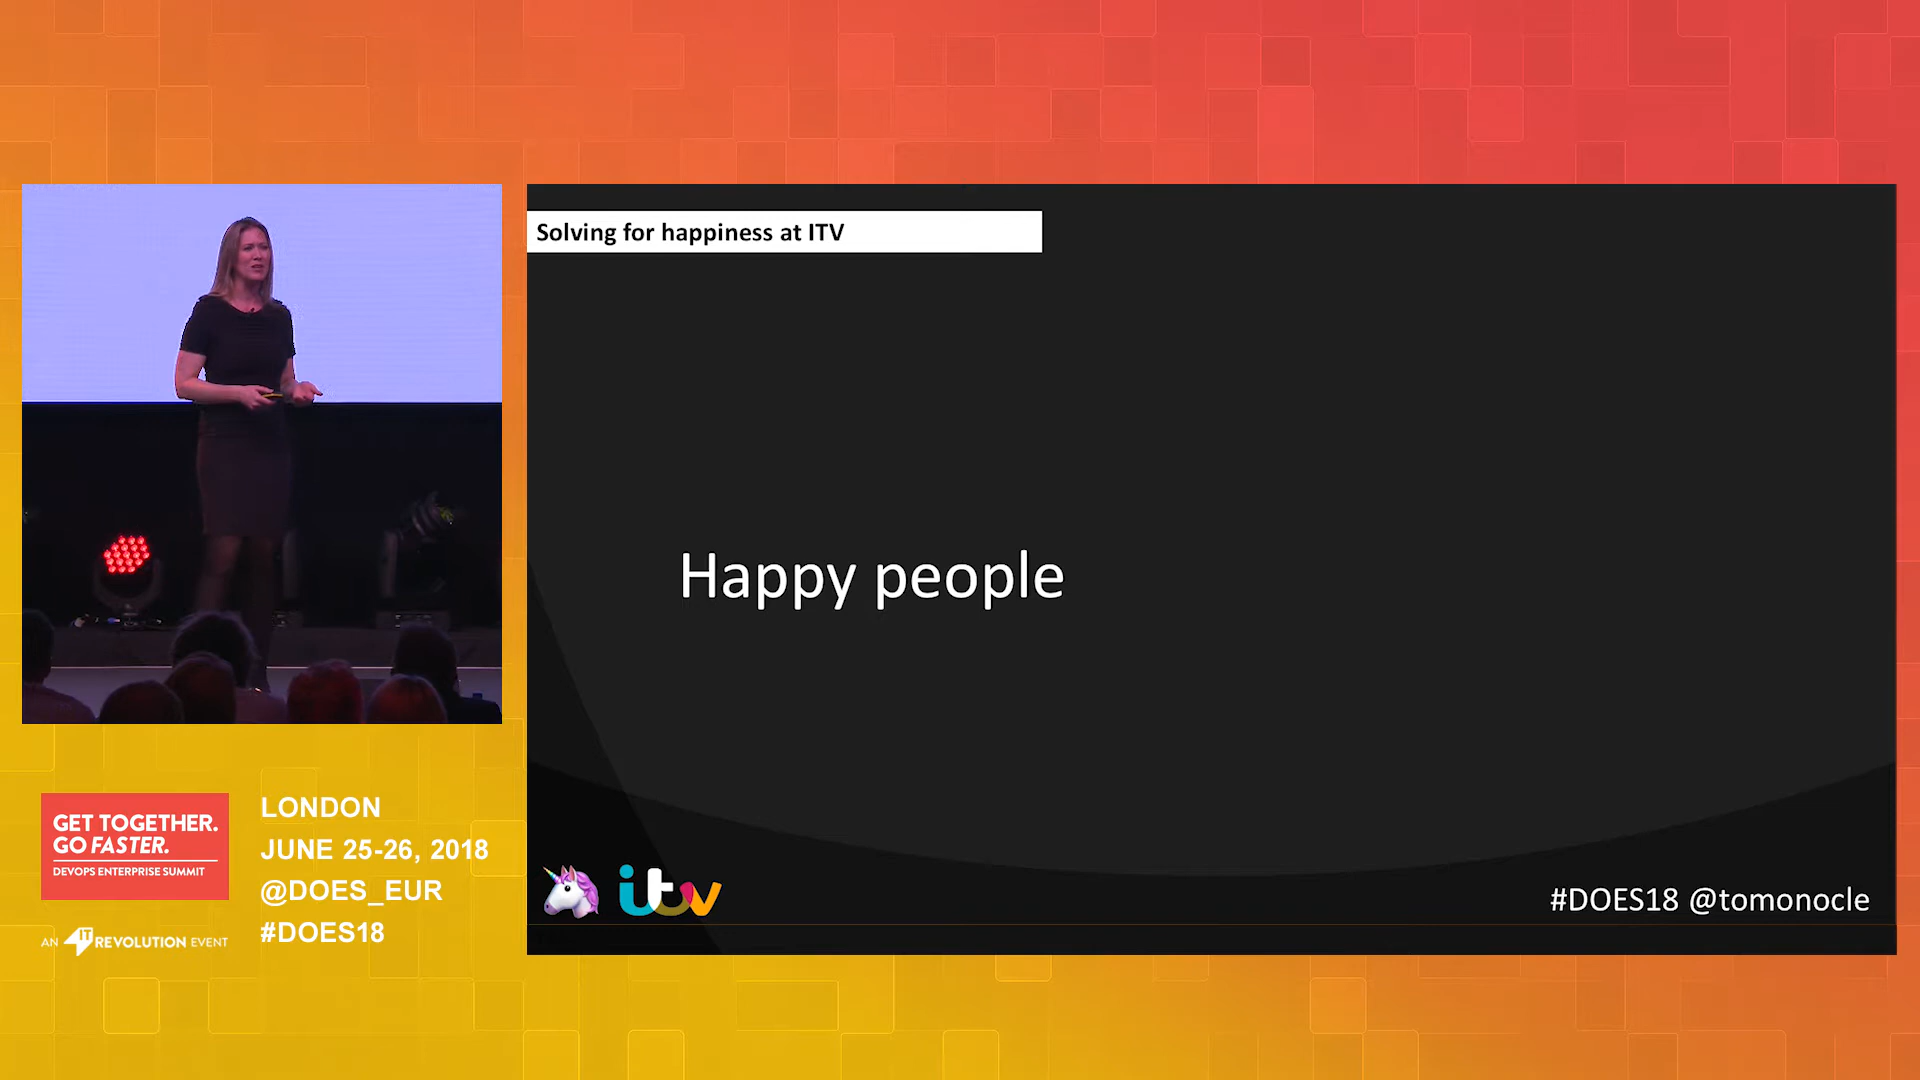 Solving for happiness at ITV
Happy people
itv
#DOES18 @tomonocle
GET TOGETHER.
GO FASTER.
DEVOPS ENTERPRISE SUMMIT
AN IT REVOLUTION EVENT
LONDON
JUNE 25-26, 2018
@DOES_EUR
#DOES18